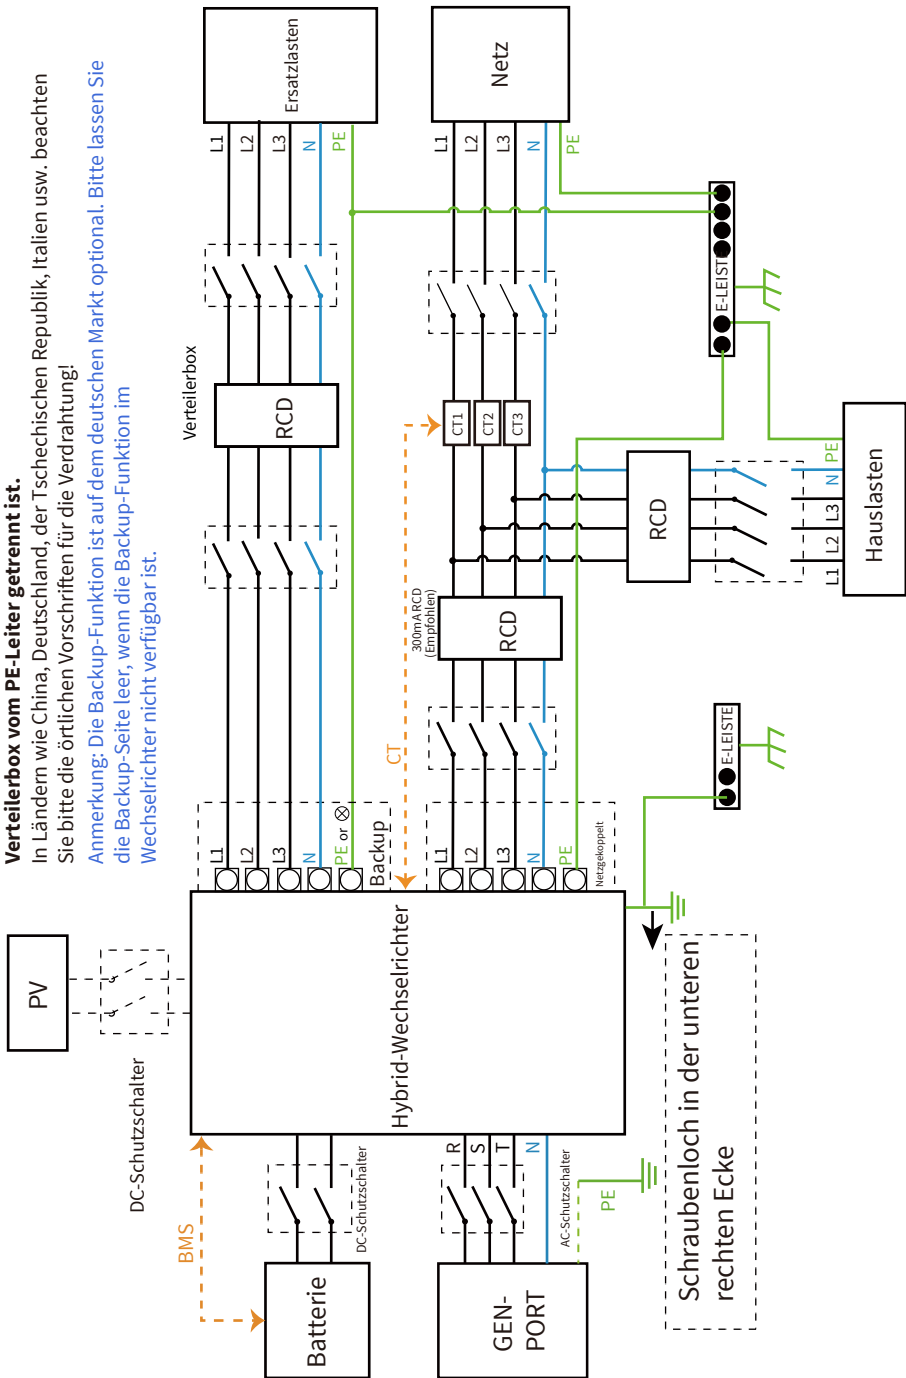 Verteilerbox vom PE-Leiter getrennt ist.
In Ländern wie China, Deutschland, der Tschechischen Republik, Italien usw. beachten
Sie bitte die örtlichen Vorschriften für die Verdrahtung!
Anmerkung: Die Backup-Funktion ist auf dem deutschen Markt optional. Bitte lassen Sie
die Backup-Seite leer, wenn die Backup-Funktion im
Wechselrichter nicht verfügbar ist.
PV
DC-Schutzschalter
BMS
Batterie
DC-Schutzschalter
GEN-
PORT
R
S
T
N
AC-Schutzschalter
PE
Hybrid-Wechselrichter
Schraubenloch in der unteren
rechten Ecke
L1
L2
L3
N
PE or ⊗
Backup
Verteilerbox
RCD
L1
L2
L3
N
PE
Ersatzlasten
CT
L1
L2
L3
N
PE
Netzgekoppelt
300mA RCD
(Empfohlen)
RCD
CT1
CT2
CT3
L1
L2
L3
N
PE
Netz
E-LEISTE
E-LEISTE
RCD
L1
L2
L3
N
PE
Hauslasten